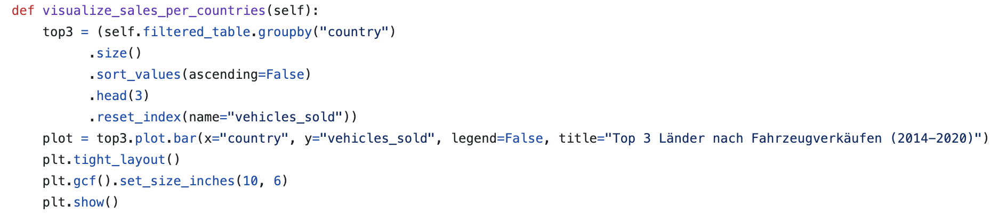 def visualize_sales_per_countries(self):
    top3 = (self.filtered_table.groupby("country")
          .size()
          .sort_values(ascending=False)
          .head(3)
          .reset_index(name="vehicles_sold"))
    plot = top3.plot.bar(x="country", y="vehicles_sold", legend=False, title="Top 3 Länder nach Fahrzeugverkäufen (2014–2020)")
    plt.tight_layout()
    plt.gcf().set_size_inches(10, 6)
    plt.show()